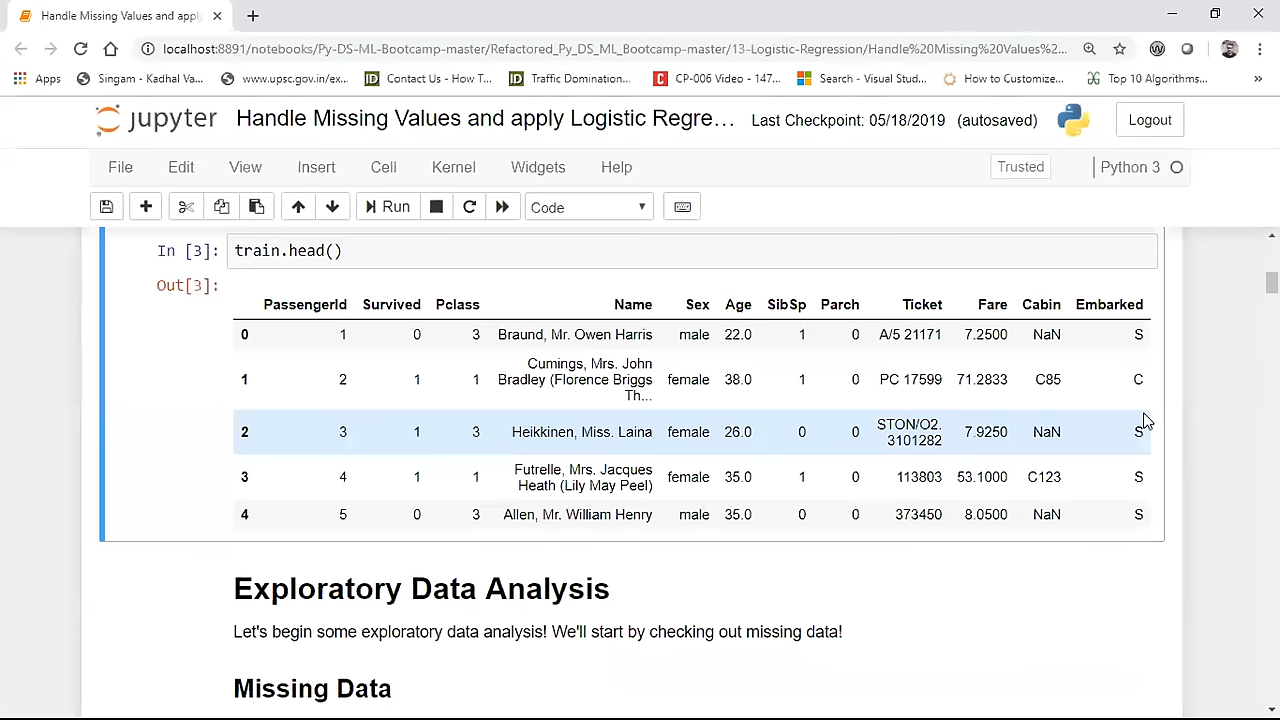 Handle Missing Values and apply
localhost:8891/notebooks/Py-DS-ML-Bootcamp-master/Refactored_Py_DS_ML_Bootcamp-master/13-Logistic-Regression/Handle%20Missing%20Values%2...
Apps Singam - Kadhal Va... www.upsc.gov.in/ex... Contact Us - How T... Traffic Domination... CP-006 Video - 147... Search - Visual Stud... How to Customize... Top 10 Algorithms... »
jupyter Handle Missing Values and apply Logistic Regre... Last Checkpoint: 05/18/2019 (autosaved) Logout
File Edit View Insert Cell Kernel Widgets Help Trusted Python 3
Run Code
In [3]: train.head()
Out[3]:
PassengerId Survived Pclass Name Sex Age SibSp Parch Ticket Fare Cabin Embarked
0 1 0 3 Braund, Mr. Owen Harris male 22.0 1 0 A/5 21171 7.2500 NaN S
Cumings, Mrs. John
1 2 1 1 Bradley (Florence Briggs female 38.0 1 0 PC 17599 71.2833 C85 C
Th...
2 3 1 3 Heikkinen, Miss. Laina female 26.0 0 0 STON/O2. 7.9250 NaN S
3101282
3 4 1 1 Futrelle, Mrs. Jacques female 35.0 1 0 113803 53.1000 C123 S
Heath (Lily May Peel)
4 5 0 3 Allen, Mr. William Henry male 35.0 0 0 373450 8.0500 NaN S
Exploratory Data Analysis
Let's begin some exploratory data analysis! We'll start by checking out missing data!
Missing Data